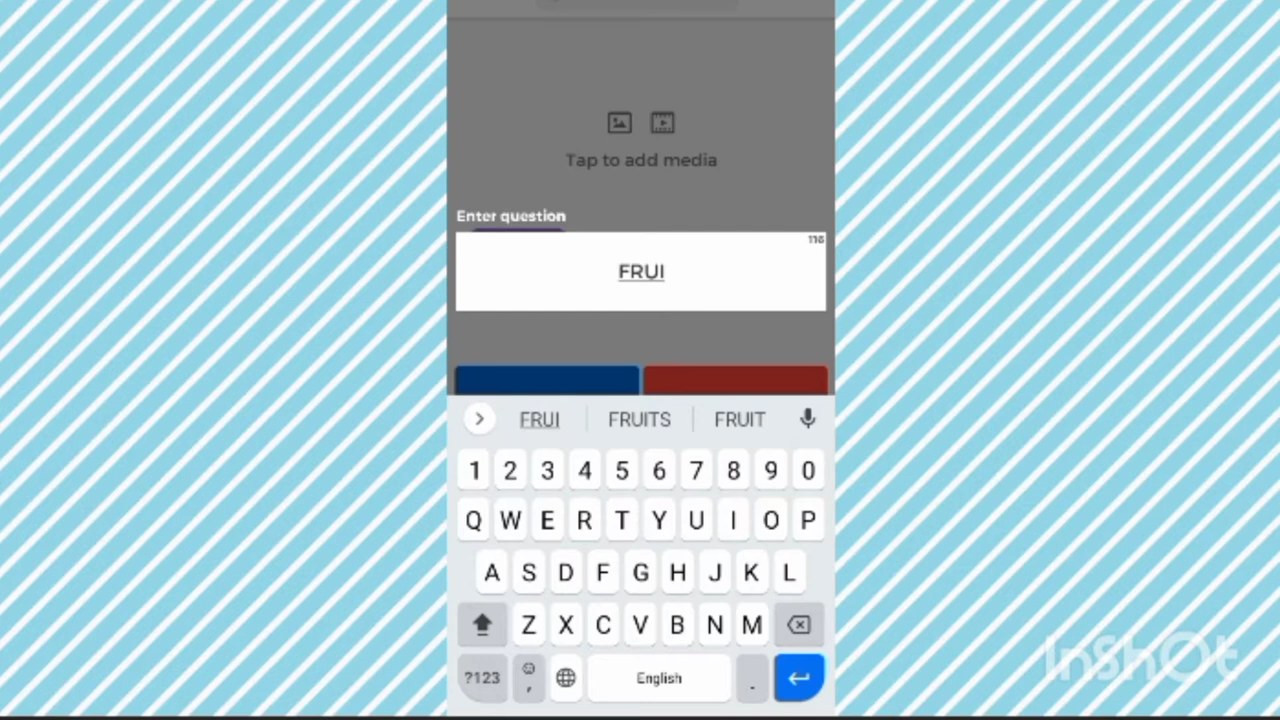 Tap to add media
Enter question
116
FRUI
FRUI FRUITS FRUIT
1 2 3 4 5 6 7 8 9 0
Q W E R T Y U I O P
A S D F G H J K L
Z X C V B N M
?123 , English .
InShOt